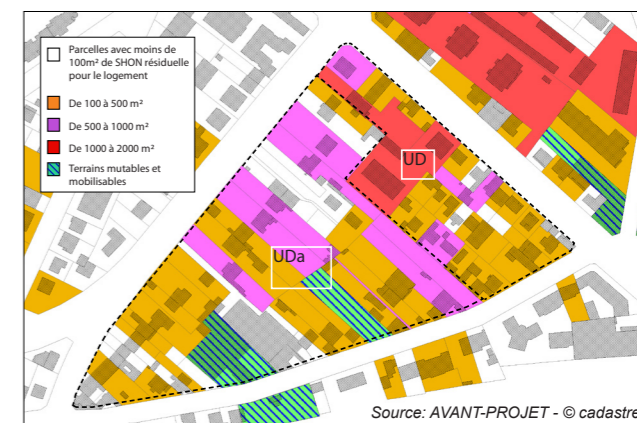 Parcelles avec moins de
100m² de SHON résiduelle
pour le logement
De 100 à 500 m²
De 500 à 1000 m²
De 1000 à 2000 m²
Terrains mutables et
mobilisables
UD
UDa
Source: AVANT-PROJET - © cadastre